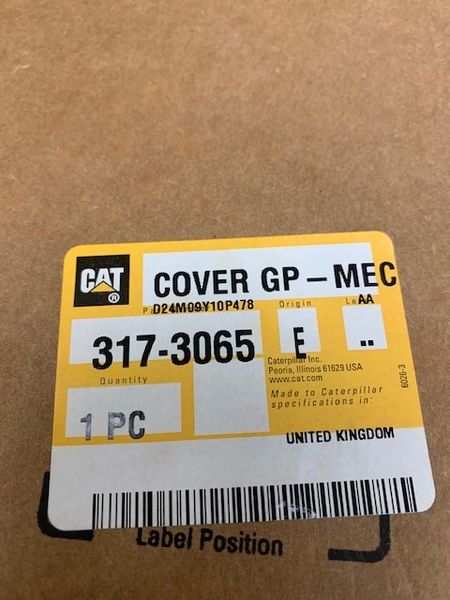 CAT
®
COVER GP – MEC
D24M09Y10P478
Origin
AA
317-3065
E
..
Quantity
Caterpillar Inc.
Peoria, Illinois 61629 USA
www.cat.com
1 PC
Made to Caterpillar
specifications in:
6026-3
UNITED KINGDOM
Label Position